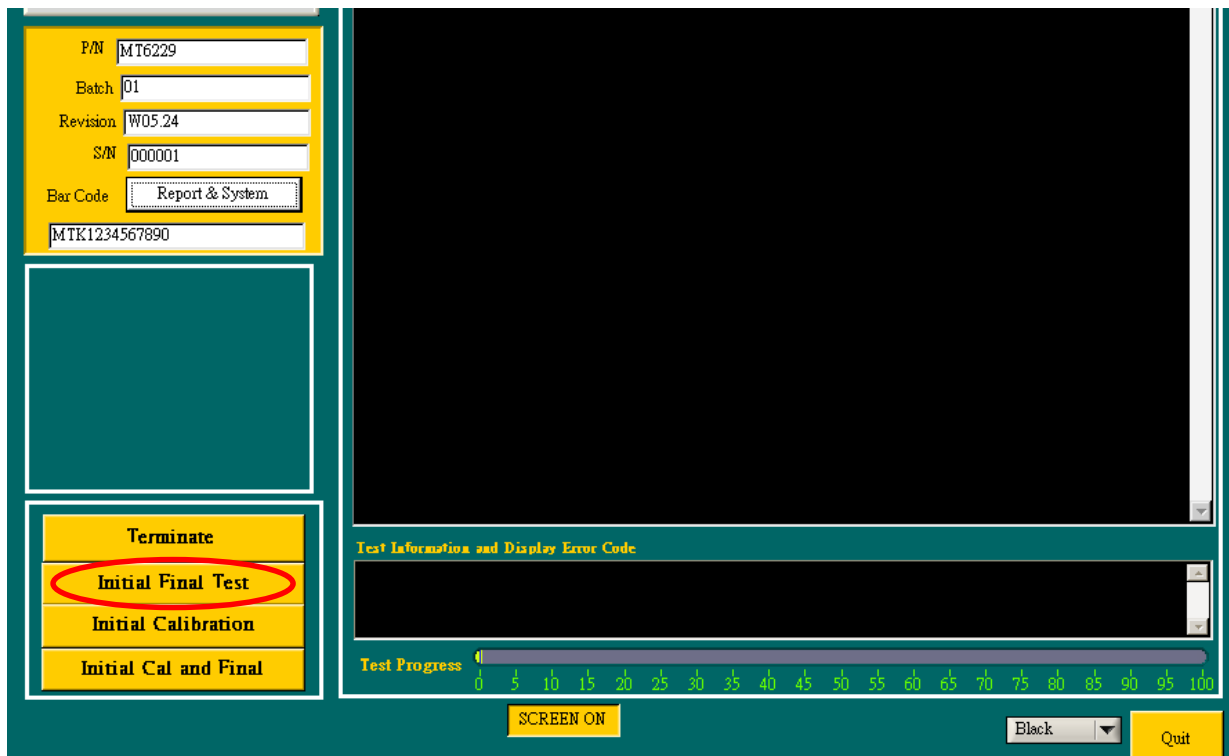 P/N MT6229
Batch 01
Revision W05.24
S/N 000001
Bar Code Report & System
MTK1234567890
Terminate
Initial Final Test
Initial Calibration
Initial Cal and Final
Test Information and Display Error Code
Test Progress
0 5 10 15 20 25 30 35 40 45 50 55 60 65 70 75 80 85 90 95 100
SCREEN ON
Black
Quit